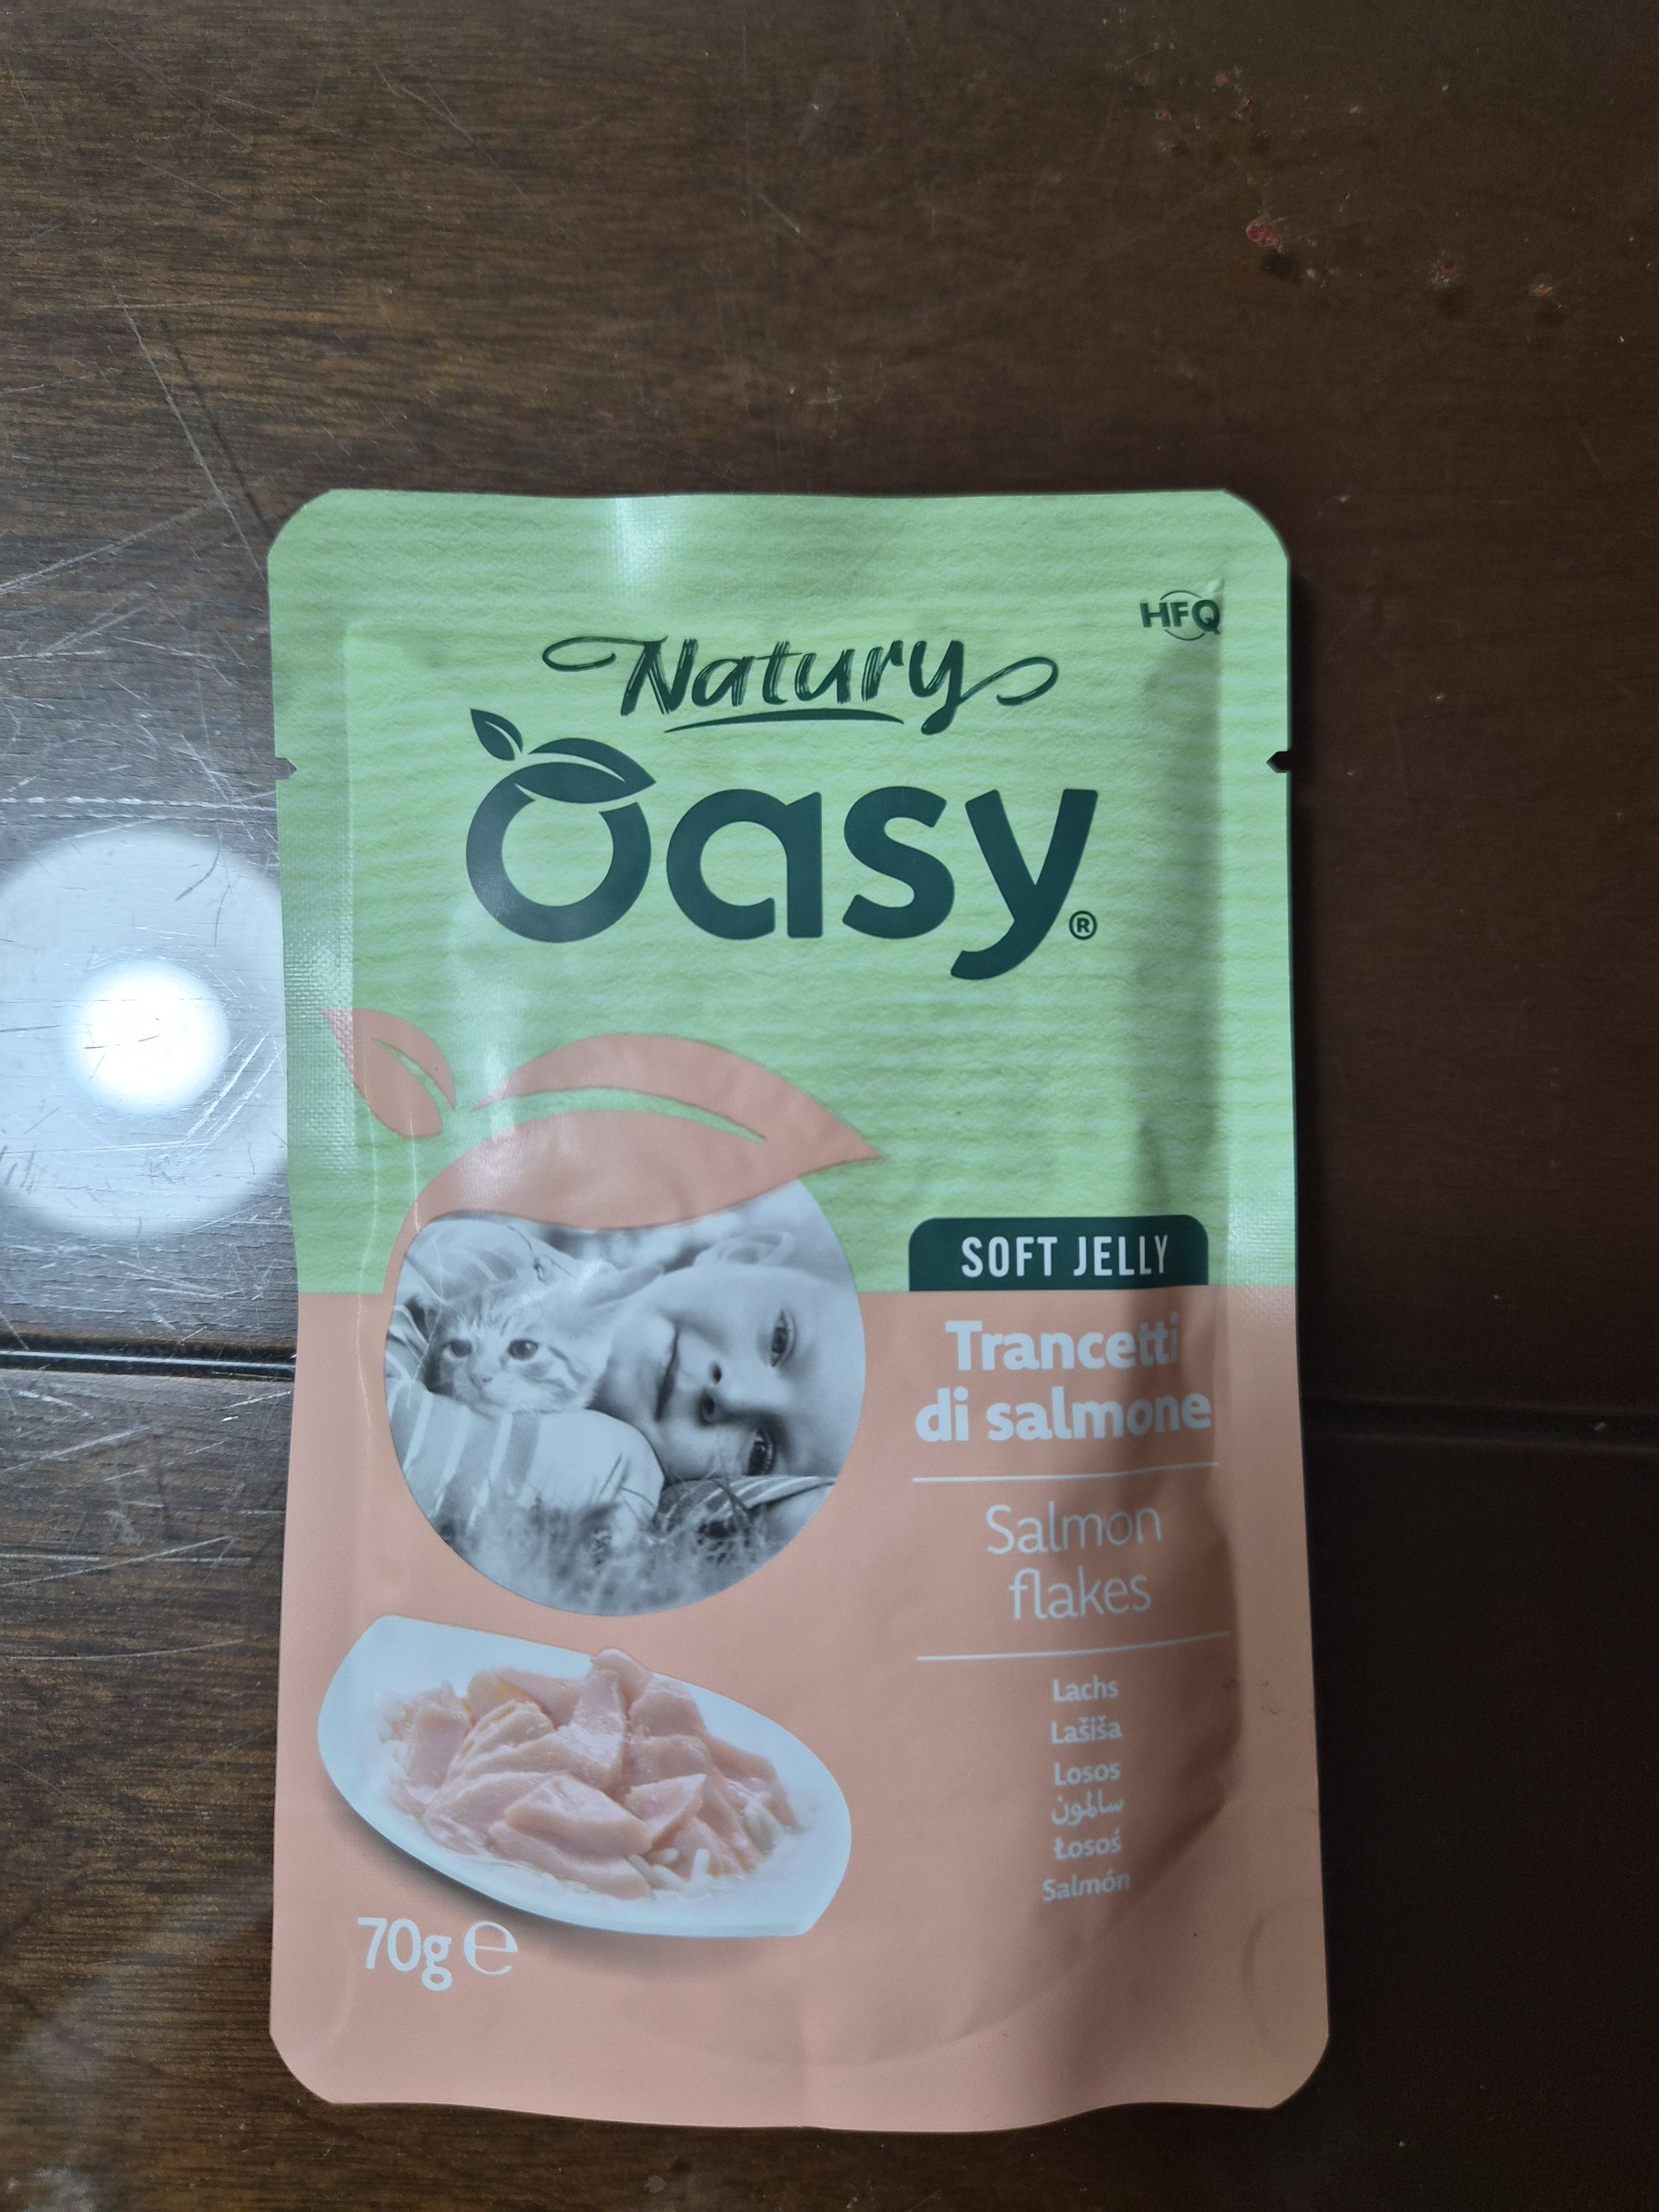 HFQ
Natury
Oasy®
SOFT JELLY
Trancetti
di salmone
Salmon
flakes
Lachs
Lašiša
Losos
سالمون
Łosoś
Salmón
70g ℮